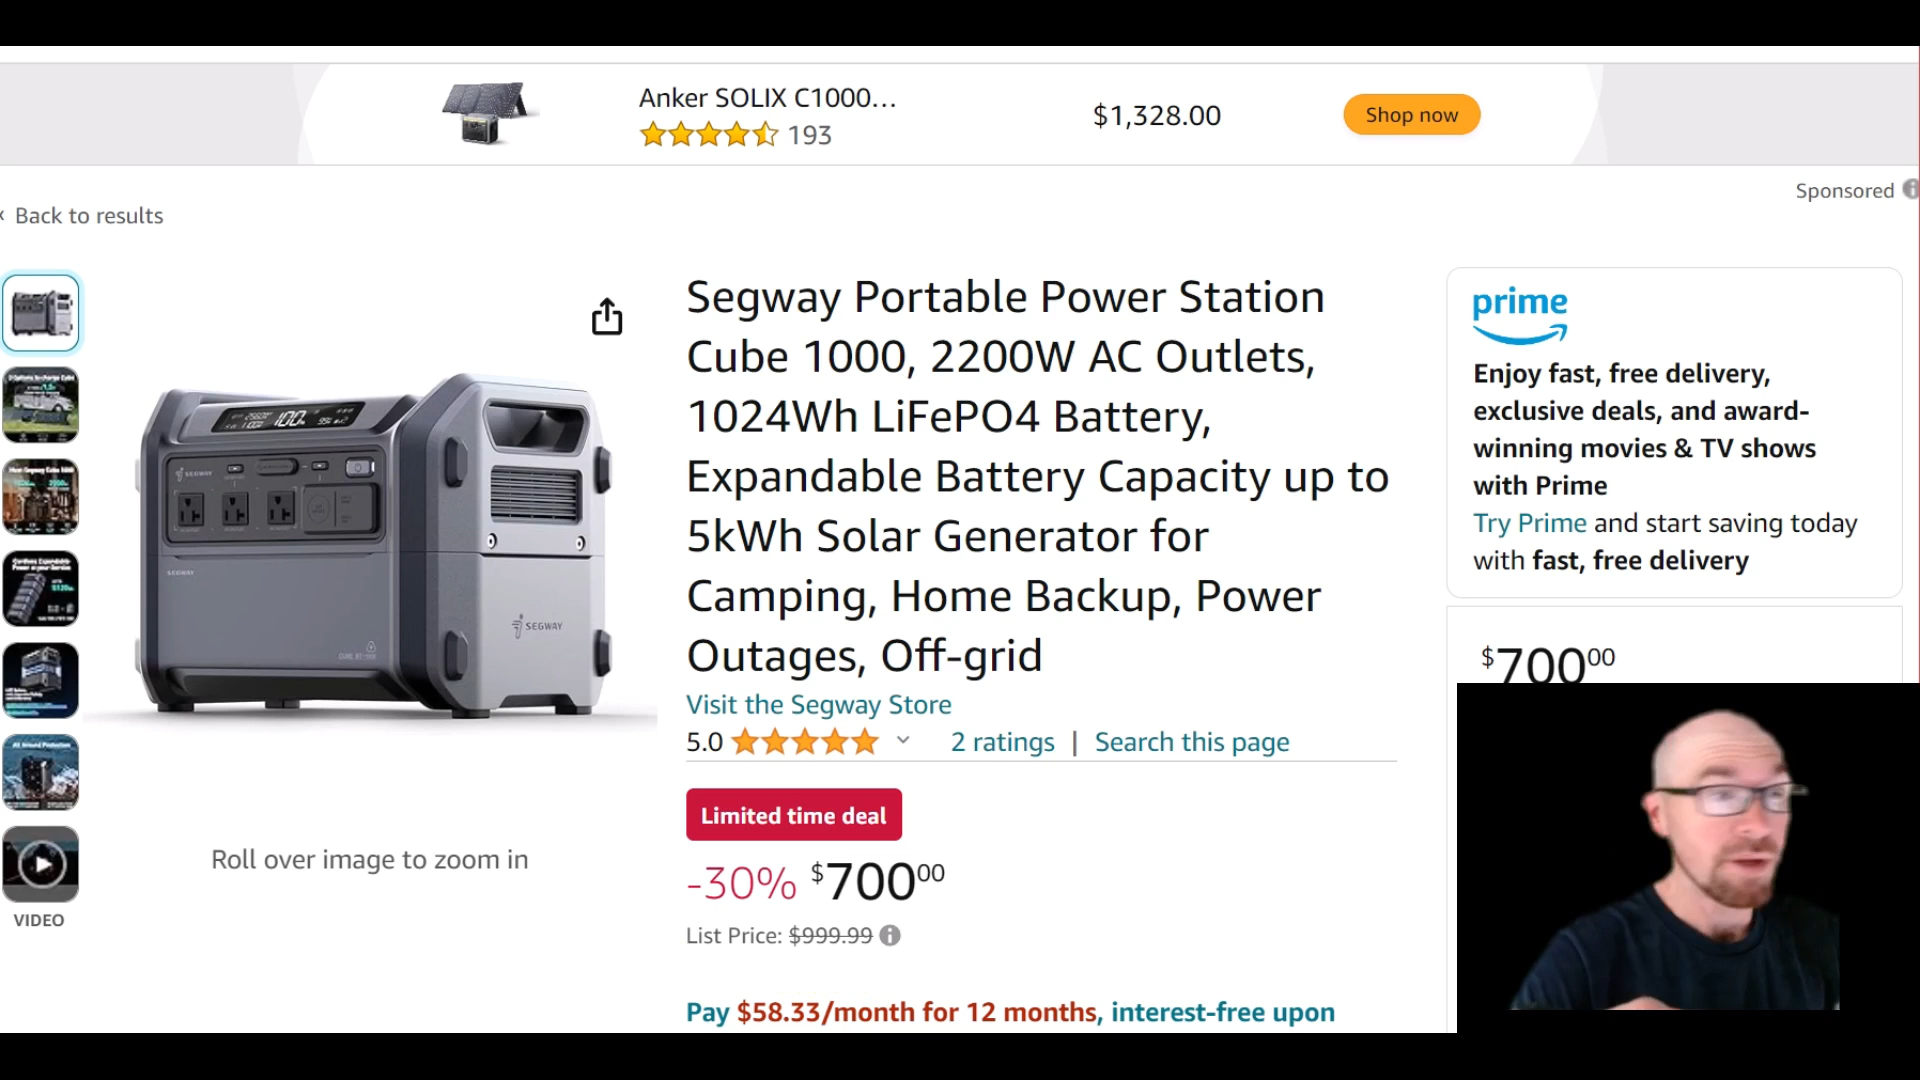 Anker SOLIX C1000…
193
$1,328.00
Shop now
Sponsored
‹ Back to results
Segway Portable Power Station
Cube 1000, 2200W AC Outlets,
1024Wh LiFePO4 Battery,
Expandable Battery Capacity up to
5kWh Solar Generator for
Camping, Home Backup, Power
Outages, Off-grid
Visit the Segway Store
5.0
2 ratings | Search this page
Limited time deal
-30% $70000
List Price: $999.99
Pay $58.33/month for 12 months, interest-free upon
prime
Enjoy fast, free delivery,
exclusive deals, and award-
winning movies & TV shows
with Prime
Try Prime and start saving today
with fast, free delivery
$70000
SEGWAY
100%
SEGWAY
SEGWAY
Roll over image to zoom in
VIDEO